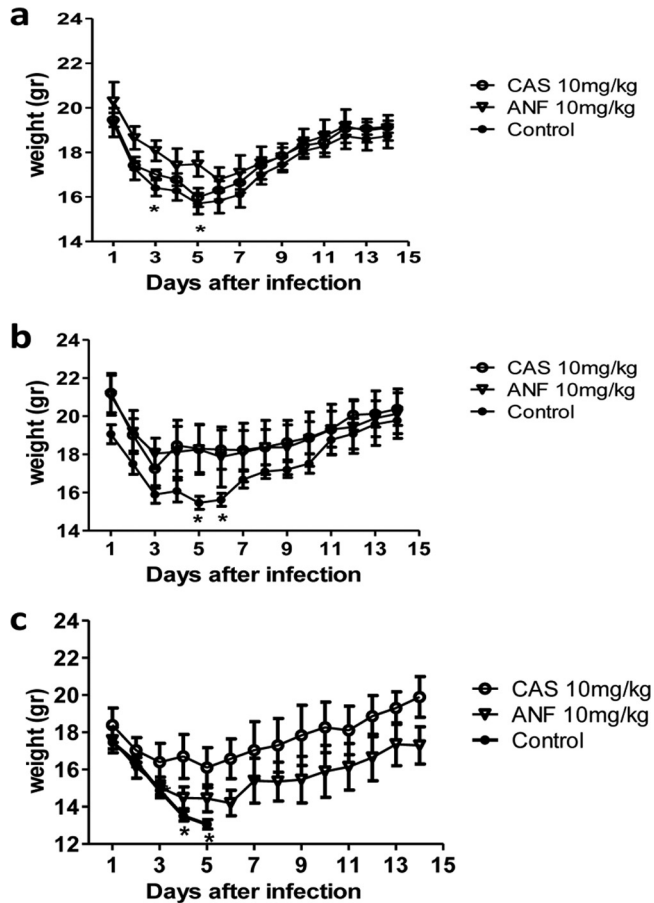 a
24
22
20
18
16
14
weight (gr)
1 3 5 7 9 11 13 15
Days after infection
* *
CAS 10mg/kg
ANF 10mg/kg
Control
b
24
22
20
18
16
14
weight (gr)
1 3 5 7 9 11 13 15
Days after infection
* *
CAS 10mg/kg
ANF 10mg/kg
Control
c
24
22
20
18
16
14
12
weight (gr)
1 3 5 7 9 11 13 15
Days after infection
* *
CAS 10mg/kg
ANF 10mg/kg
Control